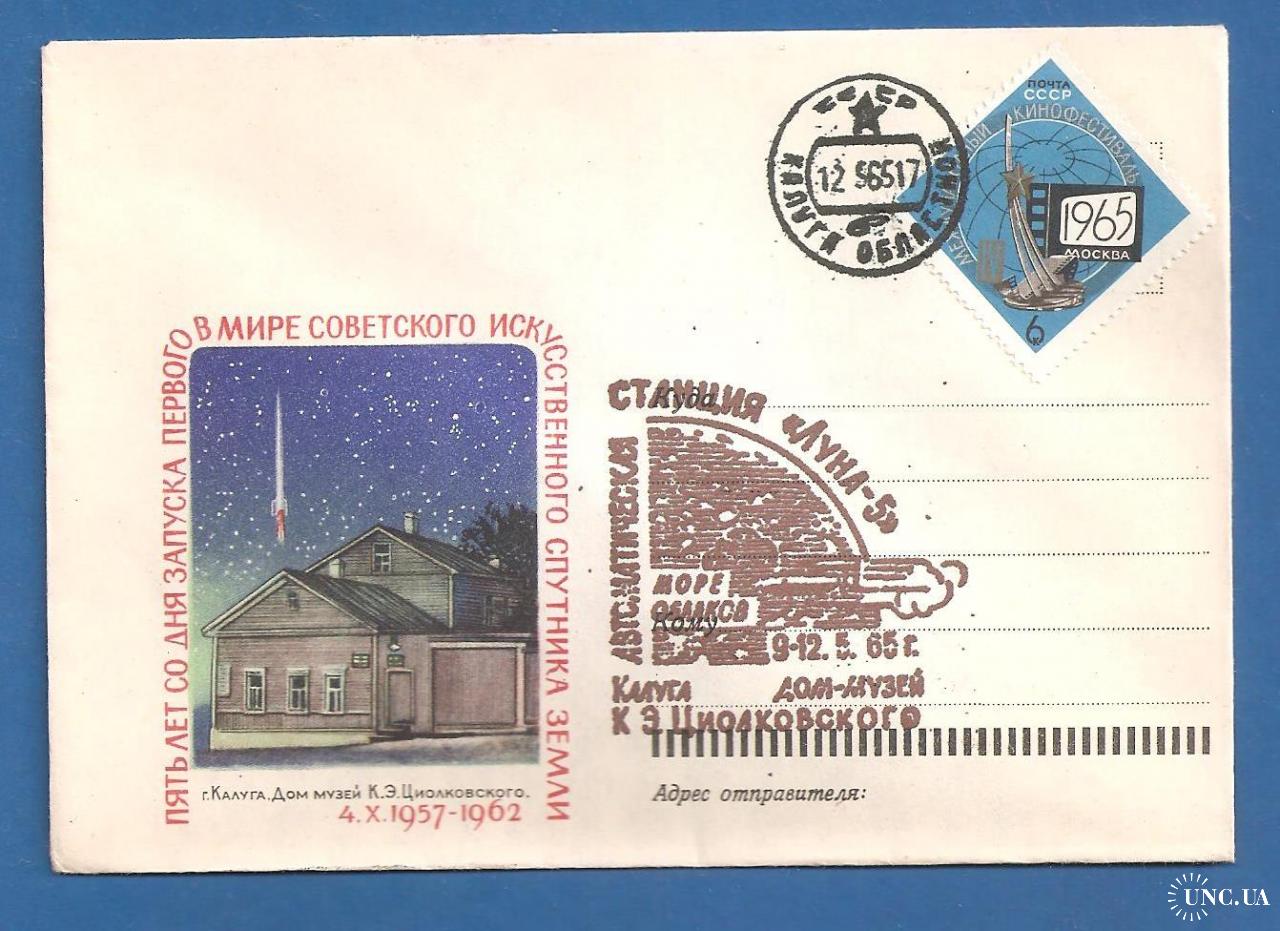 ПОЧТА
СССР
КИНОФЕСТИВАЛЬ
1965
МОСКВА
6
к
КАЛУГА ОБЛАСТНОЙ
12 5 65 17
ПЯТЬ ЛЕТ СО ДНЯ ЗАПУСКА ПЕРВОГО В МИРЕ СОВЕТСКОГО ИСКУССТВЕННОГО СПУТНИКА ЗЕМЛИ
г. Калуга. Дом музей К.Э.Циолковского.
4.X.1957-1962
АВТОМАТИЧЕСКАЯ СТАНЦИЯ «ЛУНА-5»
МОРЕ
ОБЛАКОВ
9-12. 5. 65 г.
КАЛУГА ДОМ-МУЗЕЙ
К Э.ЦИОЛКОВСКОГО
Куда
Кому
Адрес отправителя:
UNC.UA